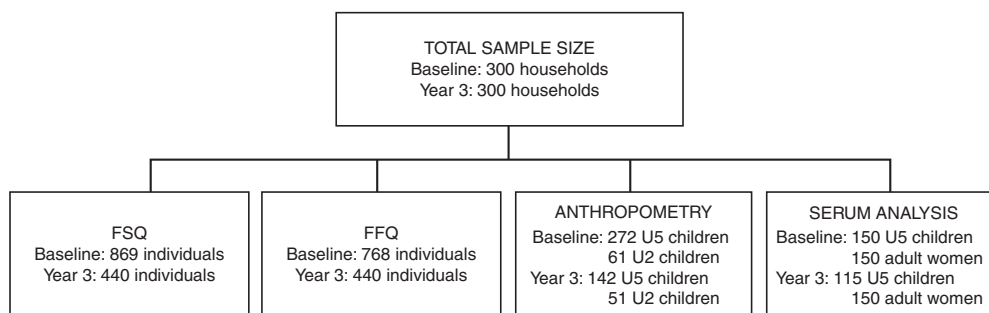 TOTAL SAMPLE SIZE
Baseline: 300 households
Year 3: 300 households
FSQ
Baseline: 869 individuals
Year 3: 440 individuals
FFQ
Baseline: 768 individuals
Year 3: 440 individuals
ANTHROPOMETRY
Baseline: 272 U5 children
61 U2 children
Year 3: 142 U5 children
51 U2 children
SERUM ANALYSIS
Baseline: 150 U5 children
150 adult women
Year 3: 115 U5 children
150 adult women